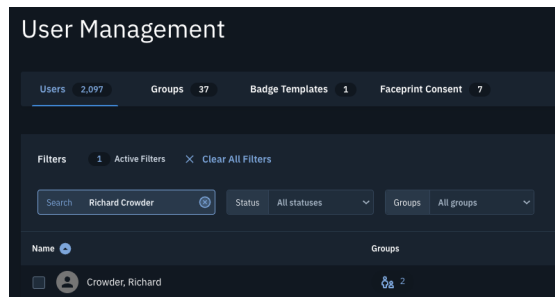 User Management
Users 2,097 Groups 37 Badge Templates 1 Faceprint Consent 7
Filters 1 Active Filters Clear All Filters
Search Richard Crowder Status All statuses Groups All groups
Name Groups
Crowder, Richard 2